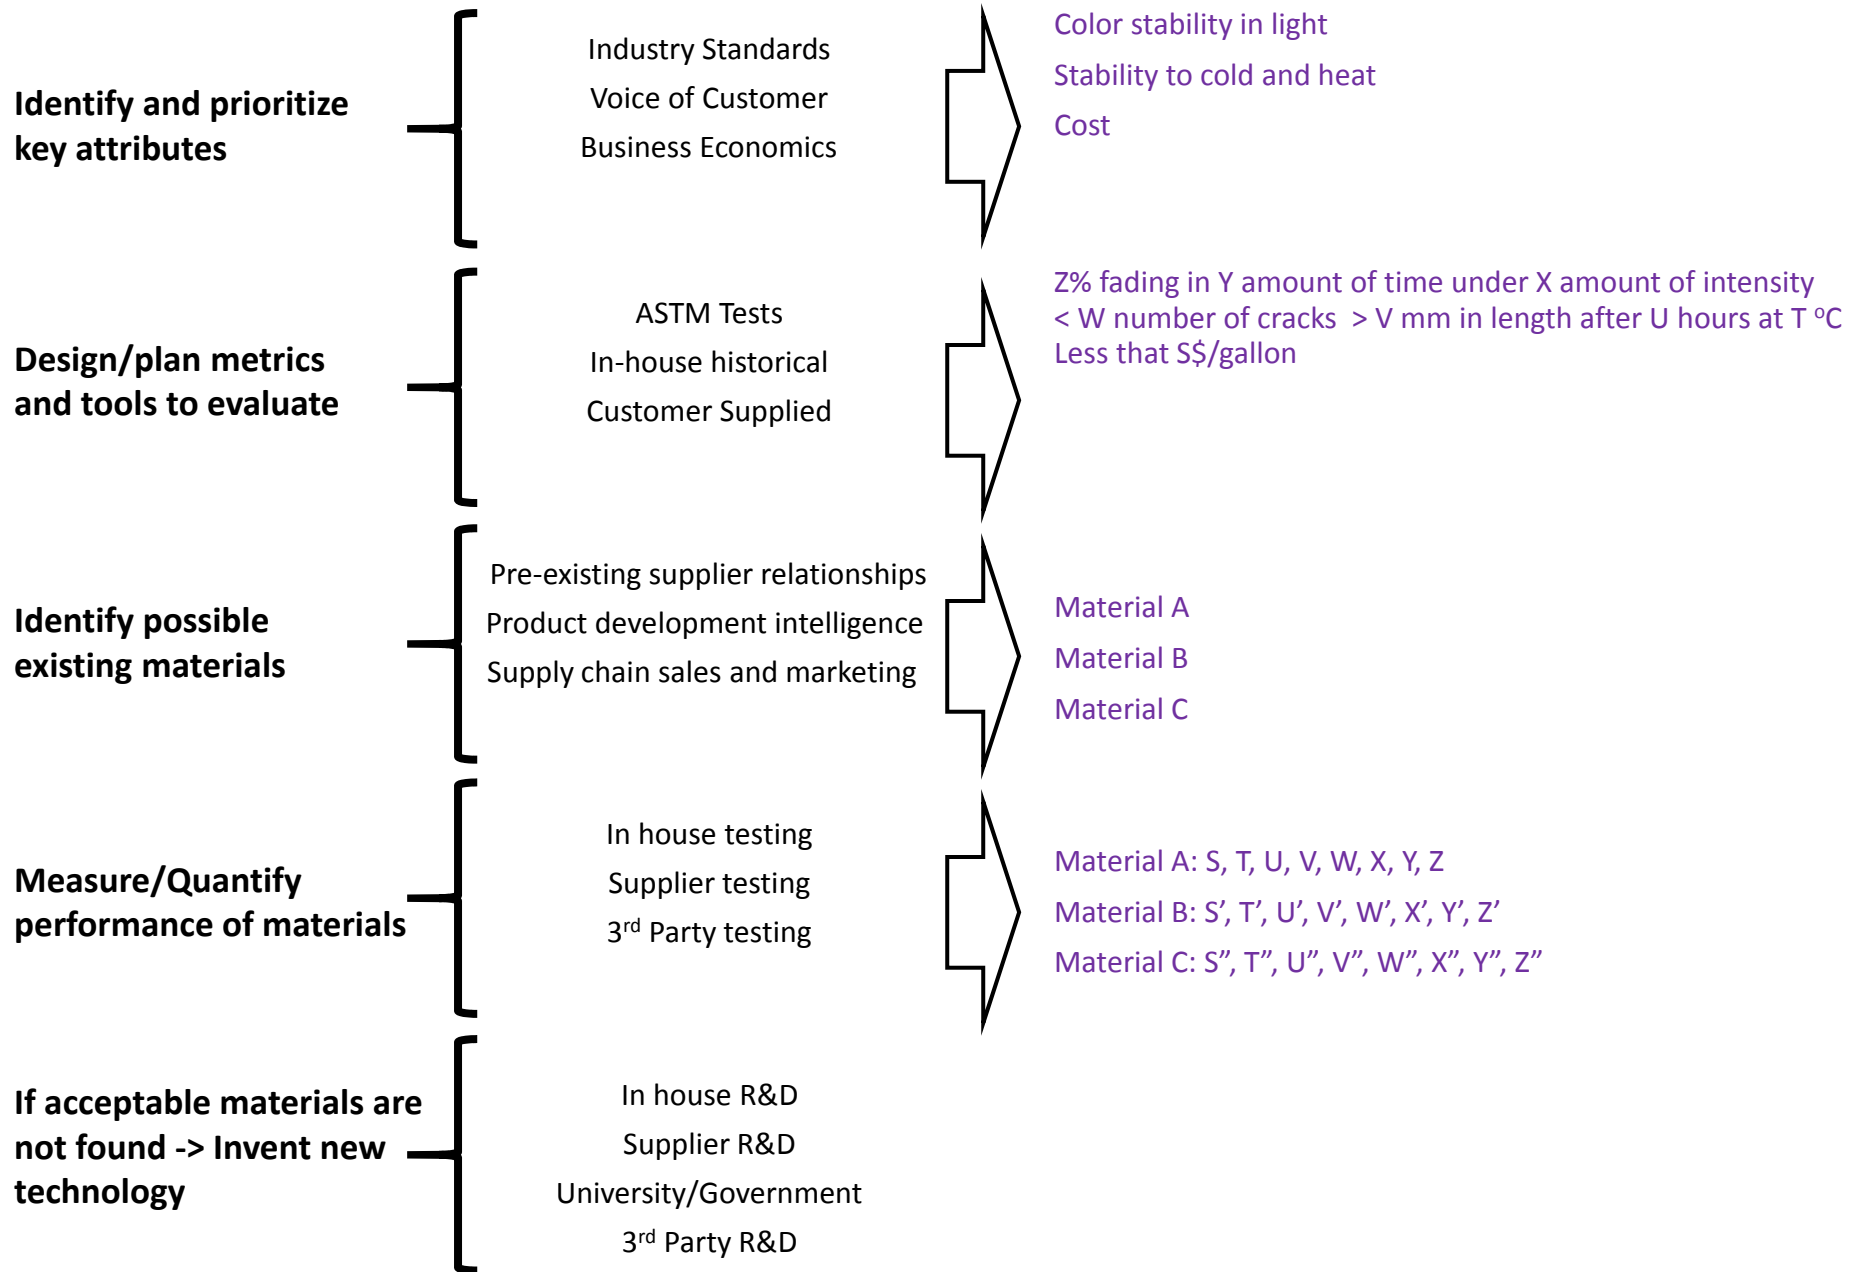 Identify and prioritize
key attributes
Industry Standards
Voice of Customer
Business Economics
Color stability in light
Stability to cold and heat
Cost
Design/plan metrics
and tools to evaluate
ASTM Tests
In-house historical
Customer Supplied
Z% fading in Y amount of time under X amount of intensity
< W number of cracks  > V mm in length after U hours at T ºC
Less that S$/gallon
Identify possible
existing materials
Pre-existing supplier relationships
Product development intelligence
Supply chain sales and marketing
Material A
Material B
Material C
Measure/Quantify
performance of materials
In house testing
Supplier testing
3rd Party testing
Material A: S, T, U, V, W, X, Y, Z
Material B: S’, T’, U’, V’, W’, X’, Y’, Z’
Material C: S”, T”, U”, V”, W”, X”, Y”, Z”
If acceptable materials are
not found -> Invent new
technology
In house R&D
Supplier R&D
University/Government
3rd Party R&D